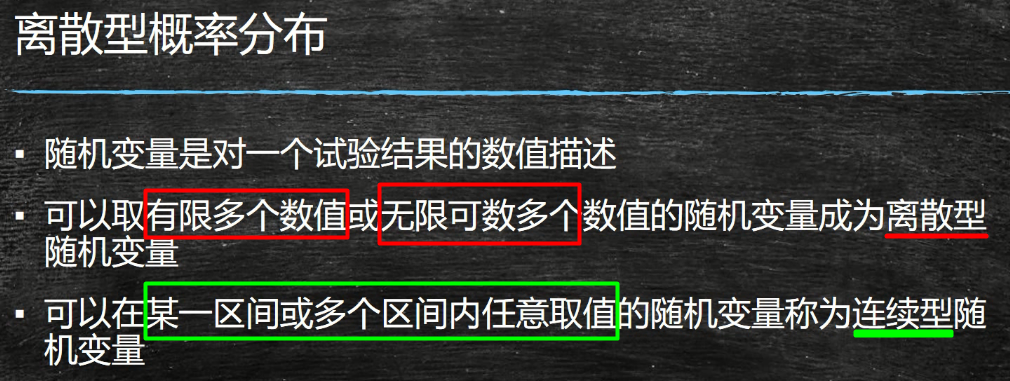 离散型概率分布
▪ 随机变量是对一个试验结果的数值描述
▪ 可以取有限多个数值或无限可数多个数值的随机变量成为离散型
随机变量
▪ 可以在某一区间或多个区间内任意取值的随机变量称为连续型随
机变量